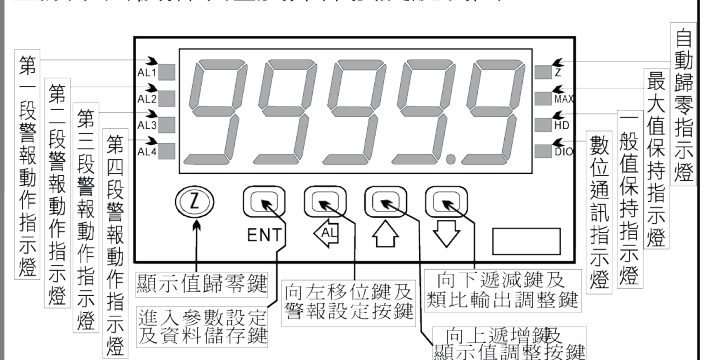 第一段警報動作指示燈
第二段警報動作指示燈
第三段警報動作指示燈
第四段警報動作指示燈
AL1
AL2
AL3
AL4
9999.9
Z
MAX
HD
DIO
自動歸零指示燈
最大值保持指示燈
一般值保持指示燈
數位通訊指示燈
Z
ENT
AL
顯示值歸零鍵
進入參數設定
及資料儲存鍵
向左移位鍵及
警報設定按鍵
向上遞增鍵及
顯示值調整按鍵
向下遞減鍵及
類比輸出調整鍵